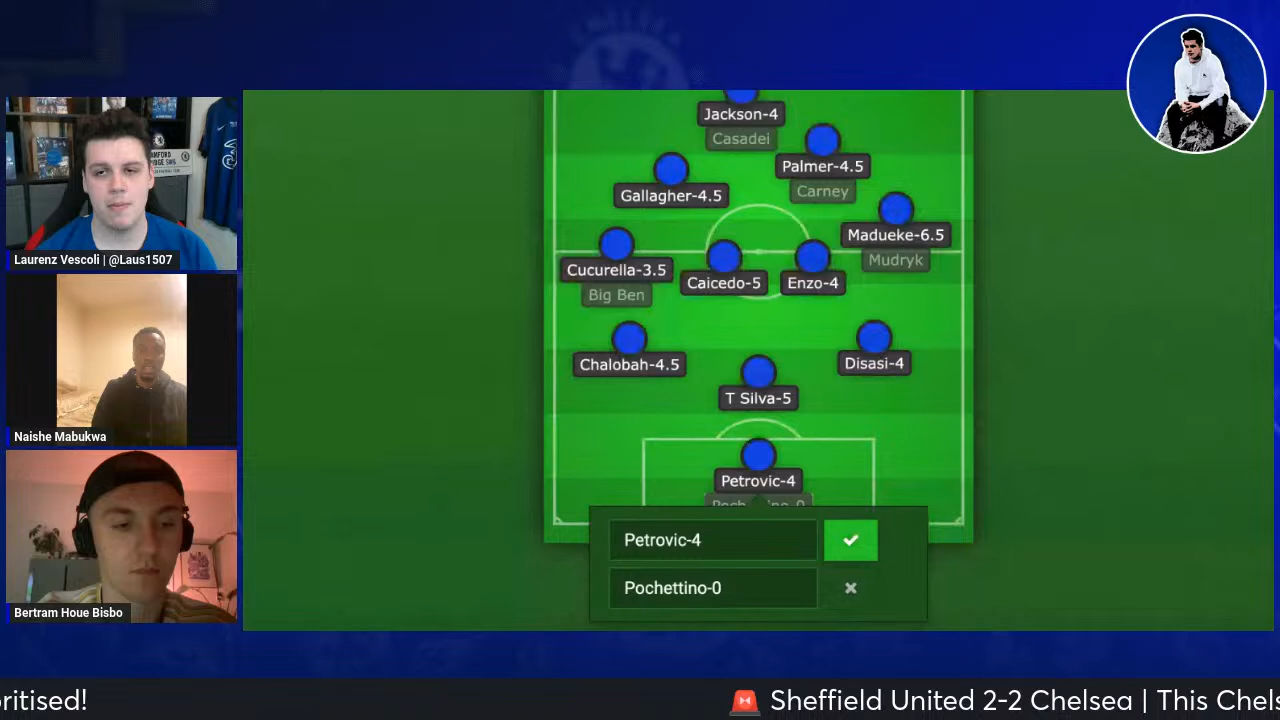 Laurenz Vescoli | @Laus1507
Naishe Mabukwa
Bertram Houe Bisbo
Jackson-4
Casadei
Palmer-4.5
Carney
Gallagher-4.5
Madueke-6.5
Mudryk
Cucurella-3.5
Big Ben
Caicedo-5
Enzo-4
Chalobah-4.5
Disasi-4
T Silva-5
Petrovic-4
Petrovic-4
Pochettino-0
oritised!
🚨 Sheffield United 2-2 Chelsea | This Chels